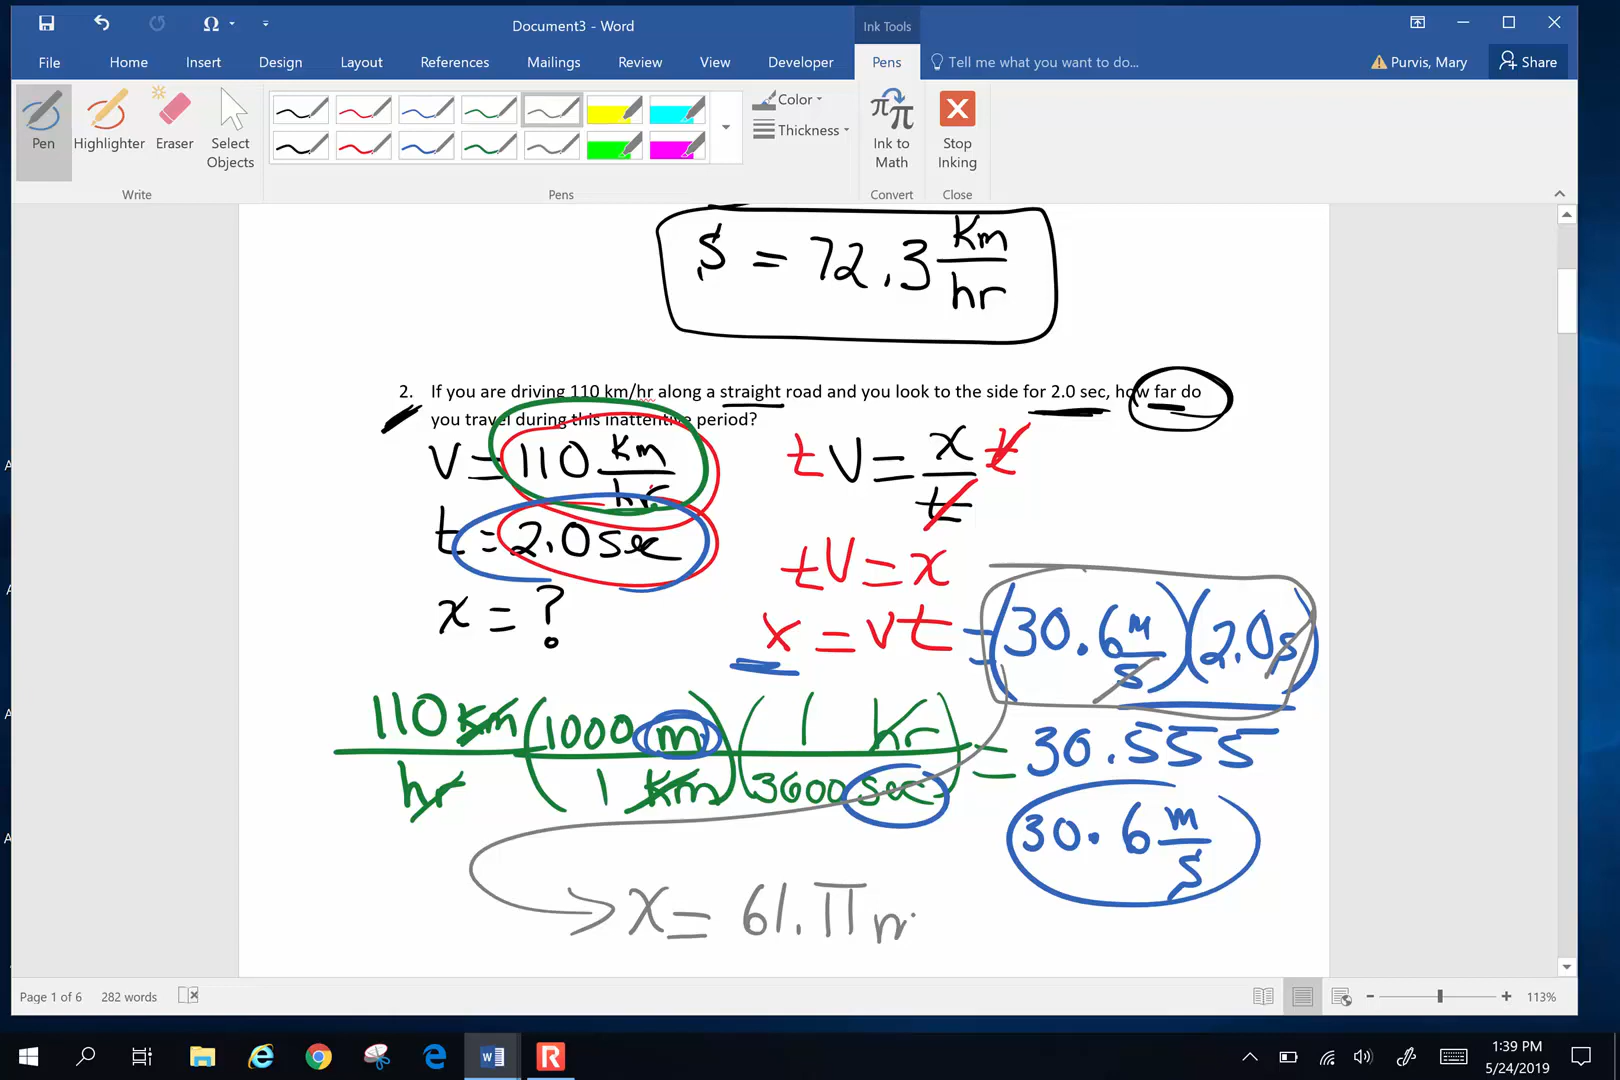 Document3 - Word
Ink Tools
File Home Insert Design Layout References Mailings Review View Developer Pens Tell me what you want to do... Purvis, Mary Share
Pen Highlighter Eraser Select Objects
Color
Thickness
Ink to Math
Stop Inking
Write Pens Convert Close
S = 72.3 Km/hr
2. If you are driving 110 km/hr along a straight road and you look to the side for 2.0 sec, how far do
you travel during this inattentive period?
V = 110 Km/hr
t V = x/t t
t = 2.0 sec
tV = x
x = ?
x = vt = (30.6 m/s)(2.0 s)
110 Km/hr (1000 m/1 Km) (1 hr/3600 sec) = 30.555
30.6 m/s
x = 61.11 m
Page 1 of 6 282 words 113%
1:39 PM
5/24/2019